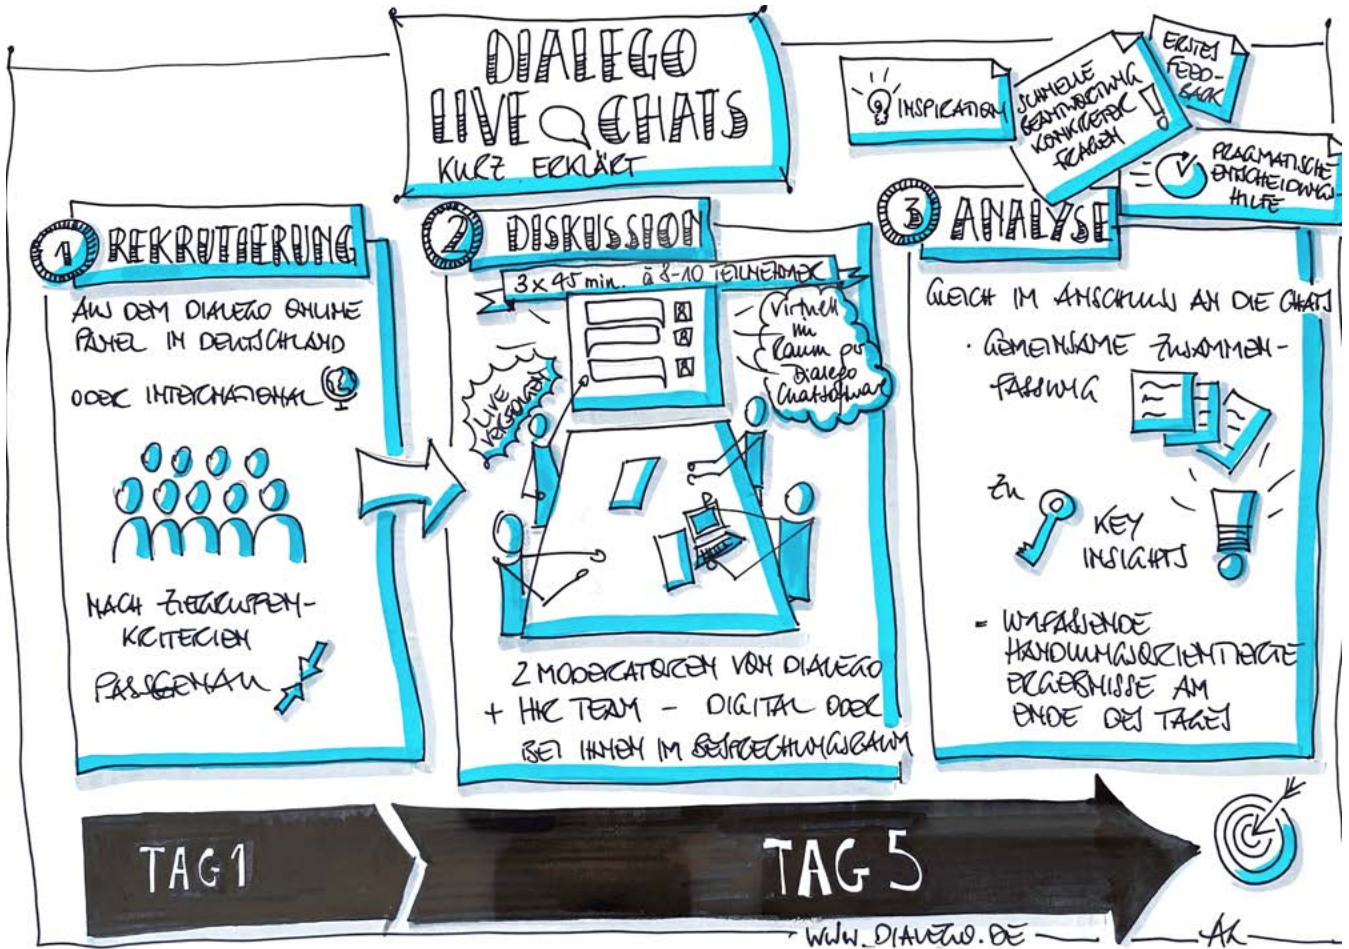 DIALEGO
LIVE CHATS
KURZ ERKLÄRT
INSPIRATION
SCHNELLE
BEANTWORTUNG
KONKRETER
FRAGEN
ERSTES
FEED-
BACK
PRAGMATISCHE
ENTSCHEIDUNGS-
HILFE
1 REKRUTIERUNG
AUS DEM DIALEGO ONLINE
PANEL IN DEUTSCHLAND
ODER INTERNATIONAL
NACH ZIELGRUPPEN-
KRITERIEN
PASSGENAU
2 DISKUSSION
3 x 45 min. à 8-10 TEILNEHMER
LIVE
VERFOLGEN
Virtuell
im
Raum per
Dialego
Chatsoftware
2 MODERATOREN VON DIALEGO
+ IHR TEAM - DIGITAL ODER
BEI IHNEN IM BESPRECHUNGSRAUM
3 ANALYSE
GLEICH IM ANSCHLUSS AN DIE CHATS
· GEMEINSAME ZUSAMMEN-
FASSUNG
Zu
KEY
INSIGHTS
= UMFASSENDE
HANDLUNGSORIENTIERTE
ERGEBNISSE AM
ENDE DES TAGES
TAG 1
TAG 5
WWW.DIALEGO.DE
AK